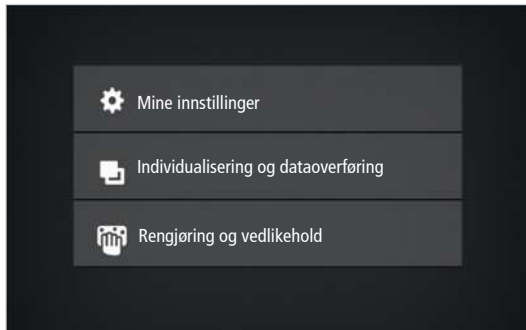 Mine innstillinger
Individualisering og dataoverføring
Rengjøring og vedlikehold